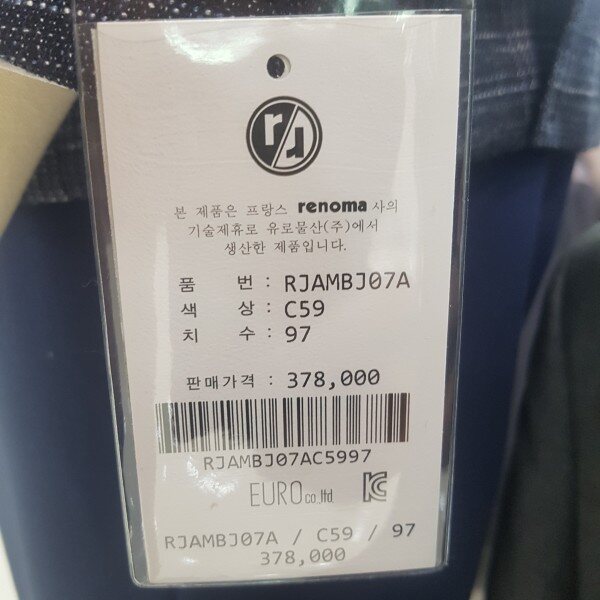 본 제품은 프랑스 renoma 사의
기술제휴로 유로물산(주)에서
생산한 제품입니다.
품 번 : RJAMBJ07A
색 상 : C59
치 수 : 97
판매가격 : 378,000
RJAMBJ07AC5997
EURO co.,ltd.
RJAMBJ07A / C59 / 97
378,000